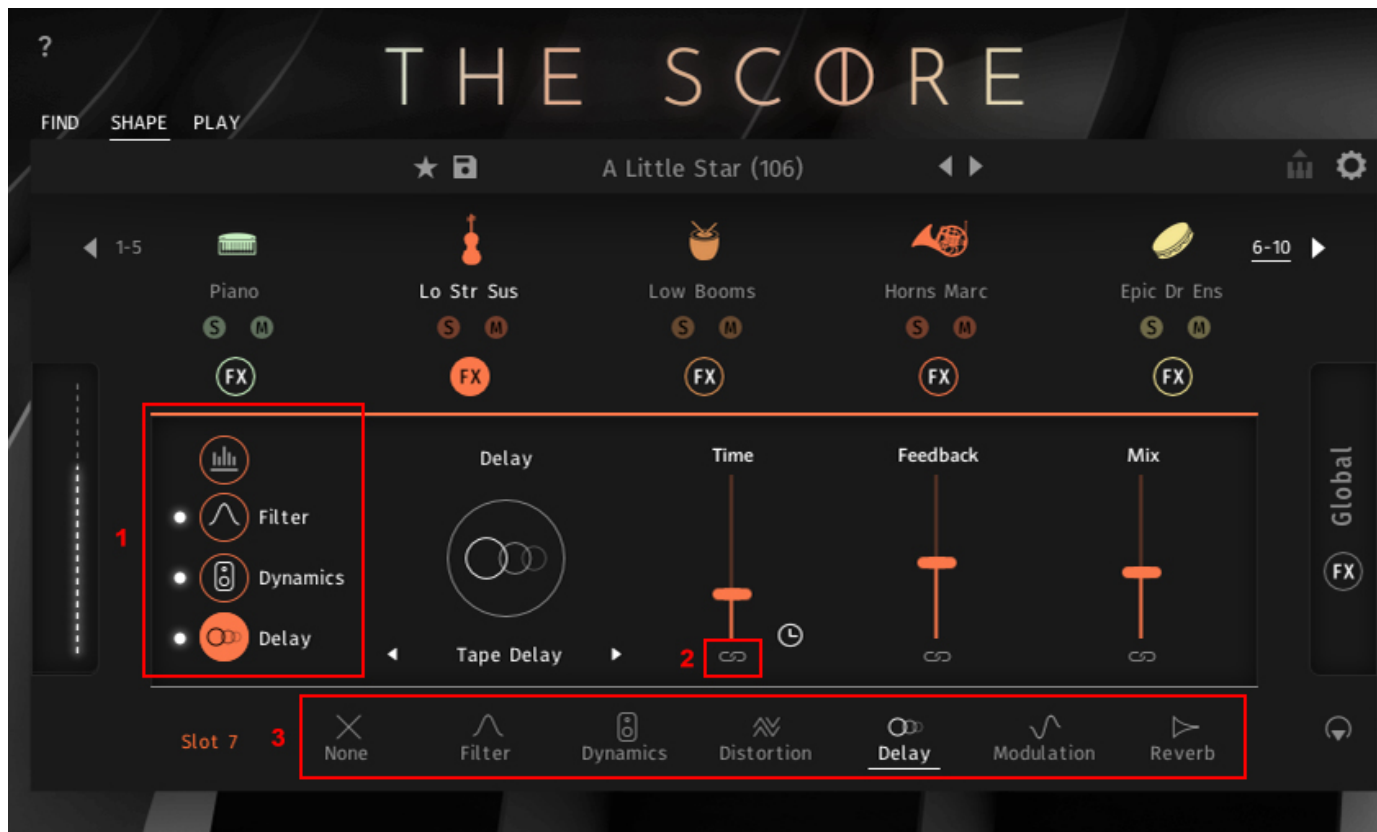 ?
THE SCORE
FIND SHAPE PLAY
A Little Star (106)
1-5
6-10
Piano Lo Str Sus Low Booms Horns Marc Epic Dr Ens
S M S M S M S M S M
FX FX FX FX FX
Delay Time Feedback Mix
Filter
1
Dynamics
Delay
Tape Delay
2
Global
FX
Slot 7
3
None Filter Dynamics Distortion Delay Modulation Reverb